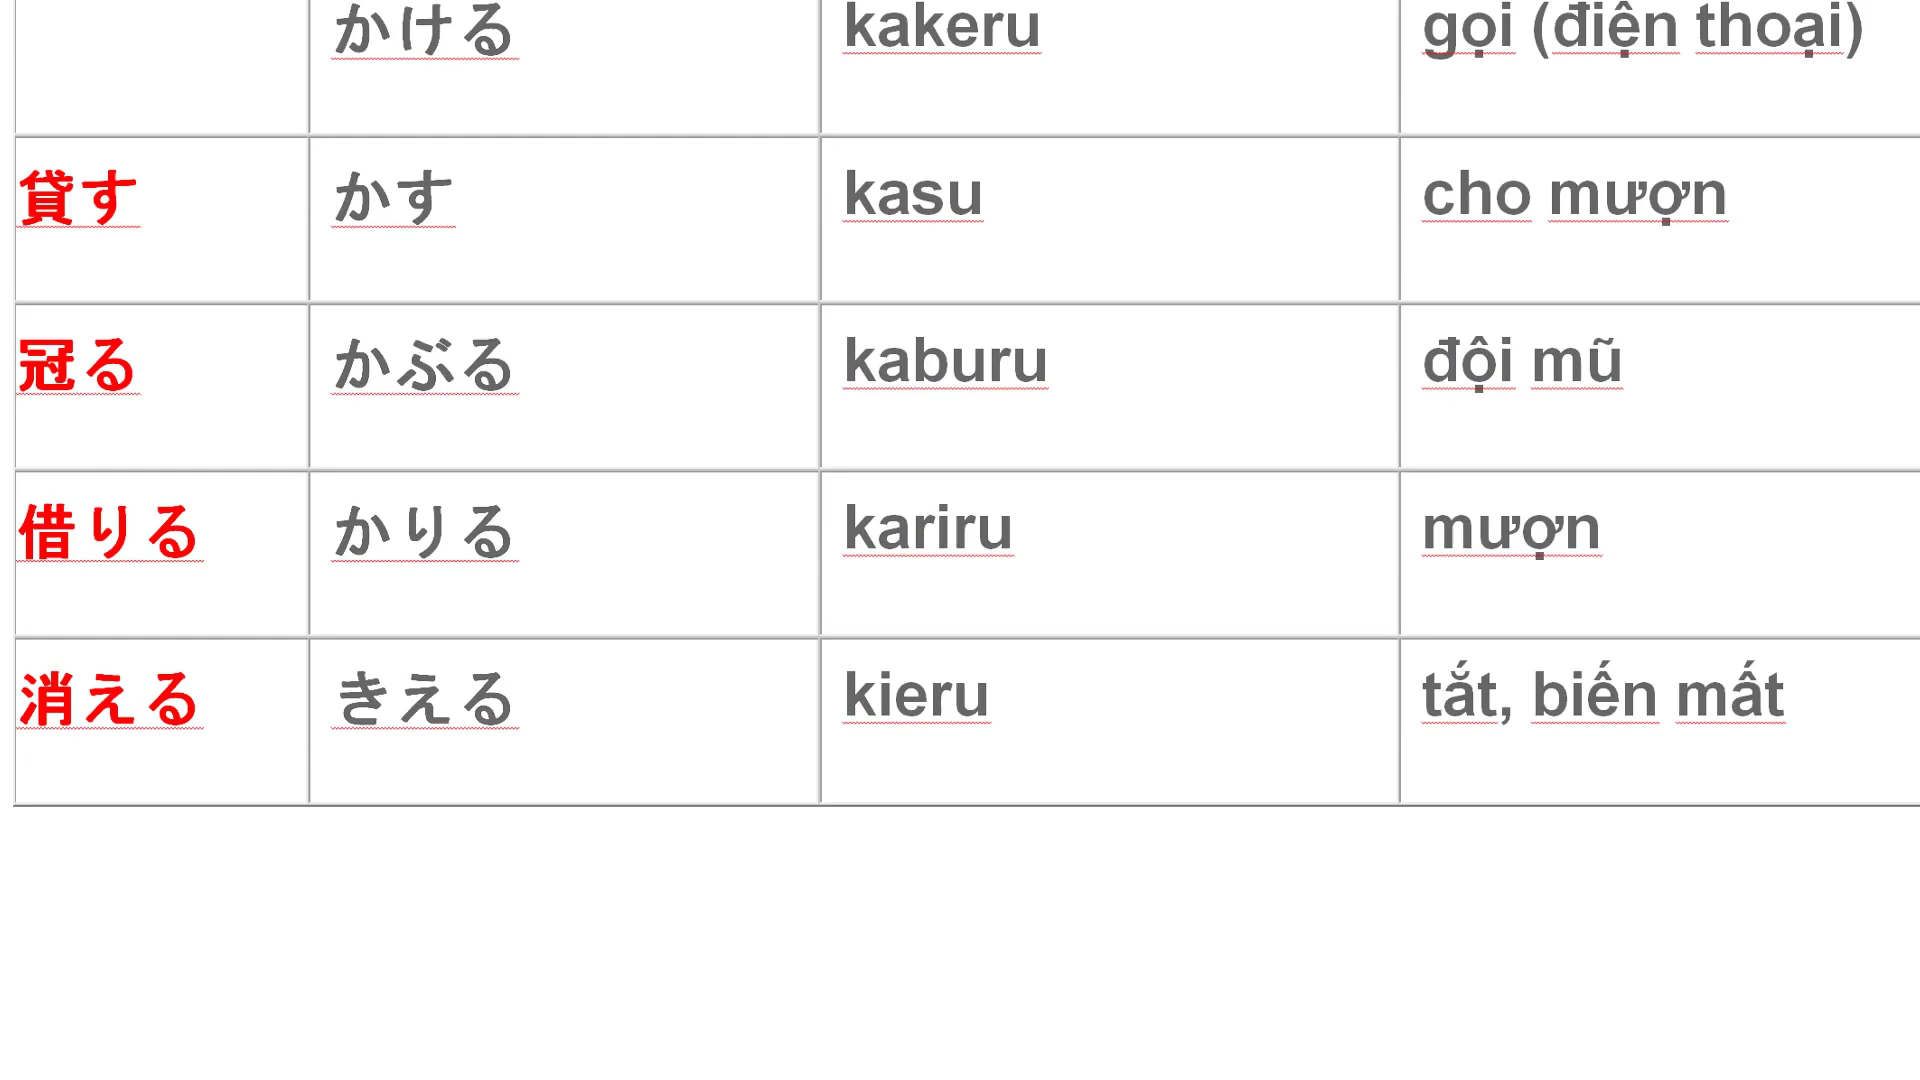 かける kakeru gọi (điện thoại)
貸す かす kasu cho mượn
冠る かぶる kaburu đội mũ
借りる かりる kariru mượn
消える きえる kieru tắt, biến mất